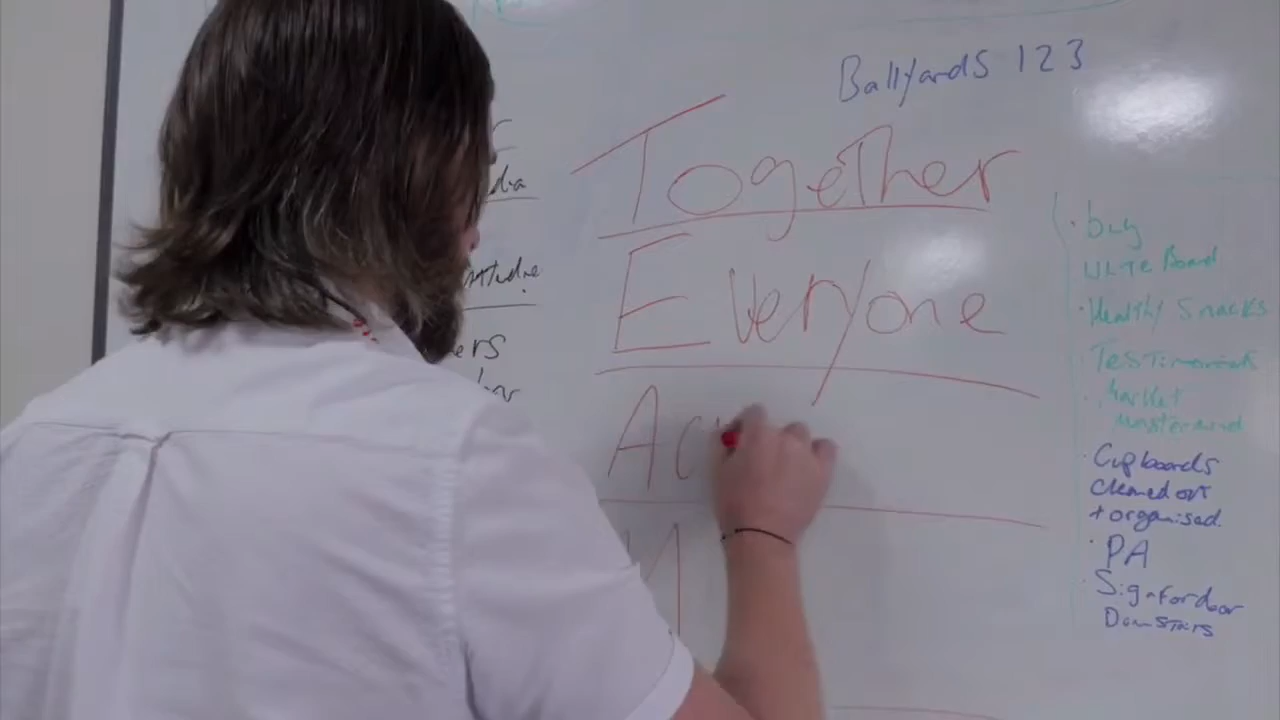 Ballyards 123
Together
Everyone
Ac
M
· buy
White Board
· Healthy Snacks
Testimonials
· Market
Mastermind
· Cupboards
cleaned out
+ organised.
· PA
· Sign for door
Downstairs